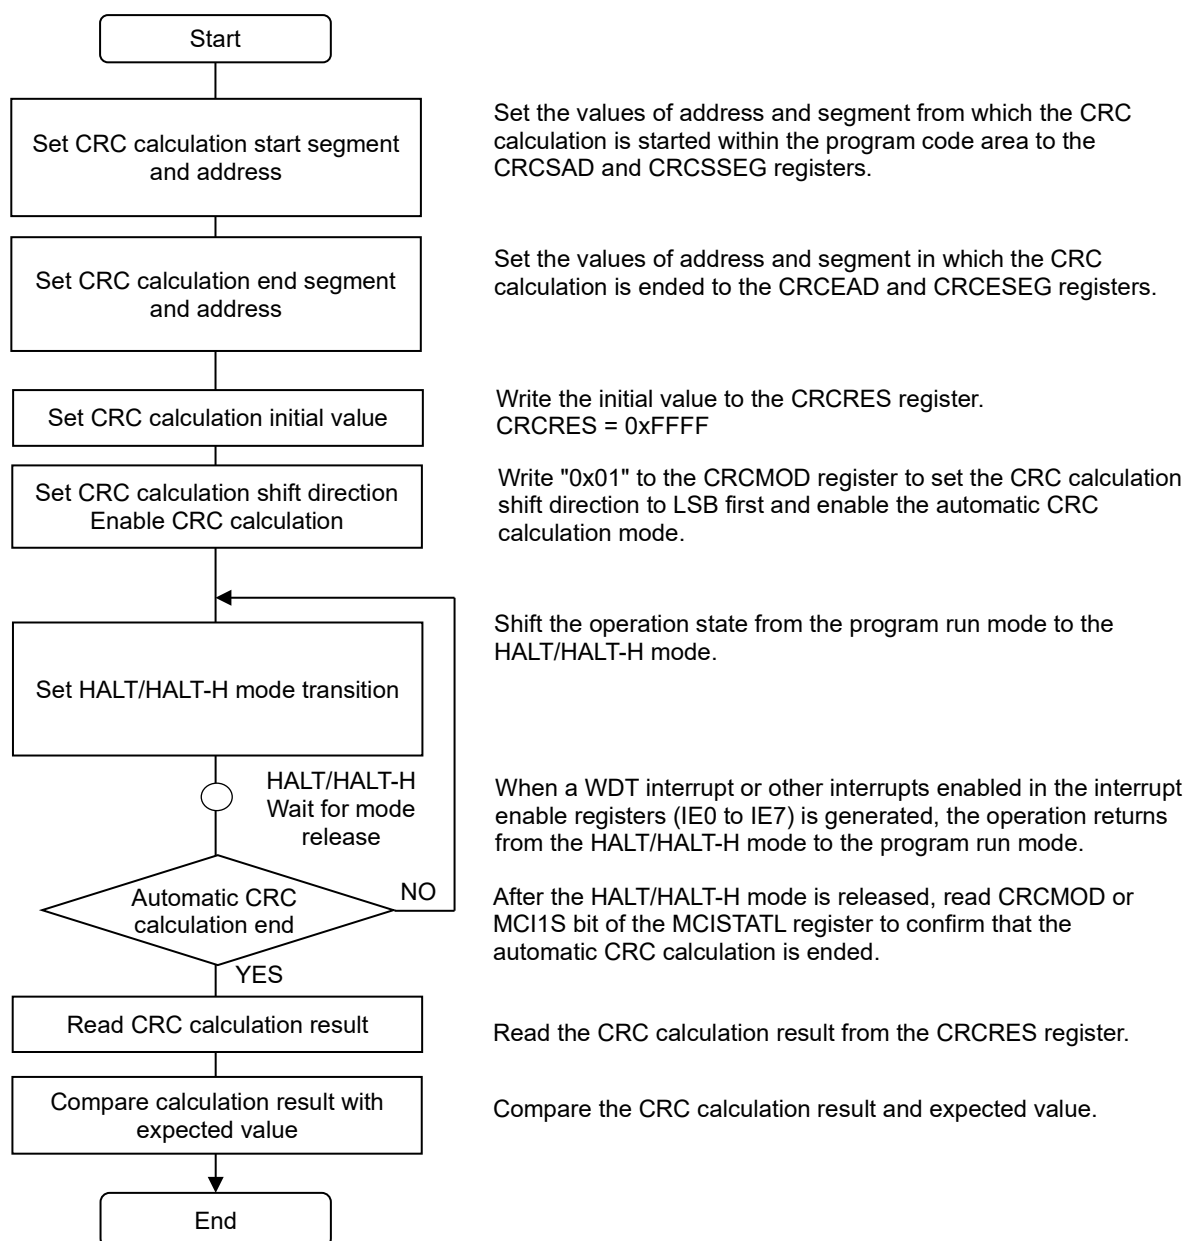 Start
Set CRC calculation start segment
and address
Set the values of address and segment from which the CRC
calculation is started within the program code area to the
CRCSAD and CRCSSEG registers.
Set CRC calculation end segment
and address
Set the values of address and segment in which the CRC
calculation is ended to the CRCEAD and CRCESEG registers.
Set CRC calculation initial value
Write the initial value to the CRCRES register.
CRCRES = 0xFFFF
Set CRC calculation shift direction
Enable CRC calculation
Write "0x01" to the CRCMOD register to set the CRC calculation
shift direction to LSB first and enable the automatic CRC
calculation mode.
Set HALT/HALT-H mode transition
Shift the operation state from the program run mode to the
HALT/HALT-H mode.
HALT/HALT-H
Wait for mode
release
When a WDT interrupt or other interrupts enabled in the interrupt
enable registers (IE0 to IE7) is generated, the operation returns
from the HALT/HALT-H mode to the program run mode.
Automatic CRC
calculation end
NO
YES
After the HALT/HALT-H mode is released, read CRCMOD or
MCI1S bit of the MCISTATL register to confirm that the
automatic CRC calculation is ended.
Read CRC calculation result
Read the CRC calculation result from the CRCRES register.
Compare calculation result with
expected value
Compare the CRC calculation result and expected value.
End